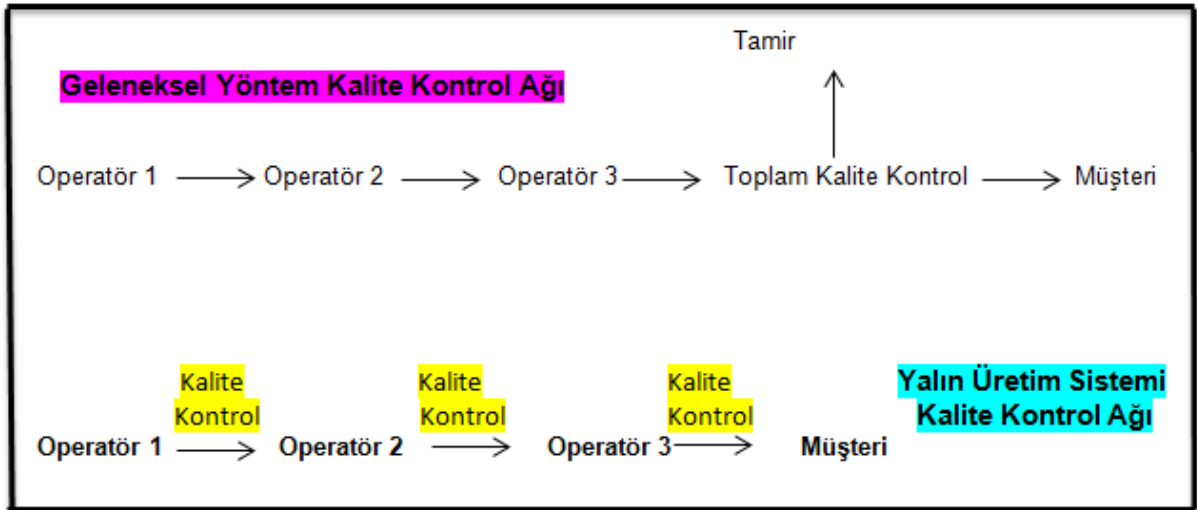 Tamir
Geleneksel Yöntem Kalite Kontrol Ağı
Operatör 1 Operatör 2 Operatör 3 Toplam Kalite Kontrol Müşteri
Kalite Kontrol
Kalite Kontrol
Kalite Kontrol
Yalın Üretim Sistemi
Kalite Kontrol Ağı
Operatör 1 Operatör 2 Operatör 3 Müşteri